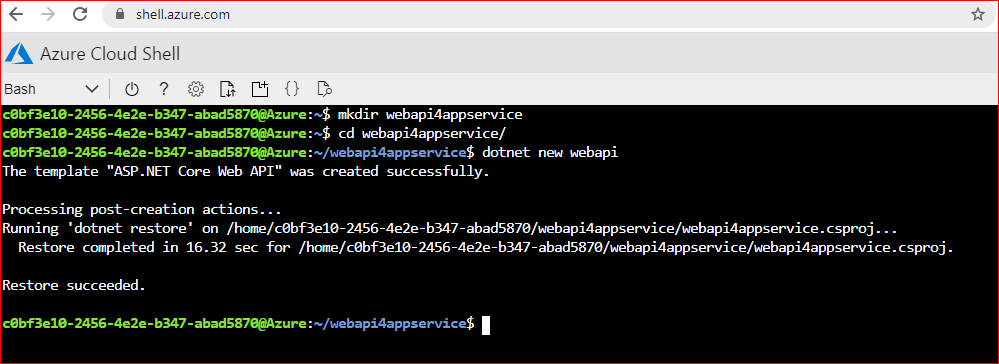 shell.azure.com
Azure Cloud Shell
Bash
c0bf3e10-2456-4e2e-b347-abad5870@Azure:~$ mkdir webapi4appservice
c0bf3e10-2456-4e2e-b347-abad5870@Azure:~$ cd webapi4appservice/
c0bf3e10-2456-4e2e-b347-abad5870@Azure:~/webapi4appservice$ dotnet new webapi
The template "ASP.NET Core Web API" was created successfully.
Processing post-creation actions...
Running 'dotnet restore' on /home/c0bf3e10-2456-4e2e-b347-abad5870/webapi4appservice/webapi4appservice.csproj...
Restore completed in 16.32 sec for /home/c0bf3e10-2456-4e2e-b347-abad5870/webapi4appservice/webapi4appservice.csproj.
Restore succeeded.
c0bf3e10-2456-4e2e-b347-abad5870@Azure:~/webapi4appservice$